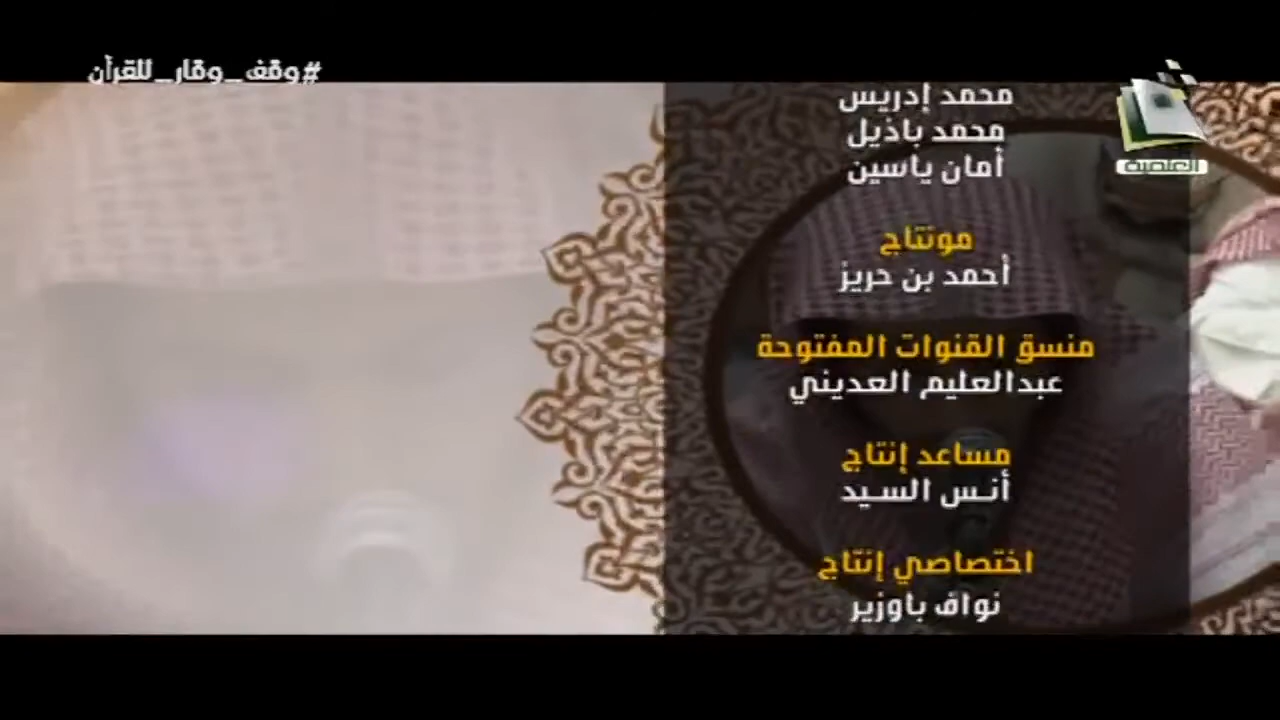 #وقف_وقار_للقرآن
العلمية
محمد إدريس
محمد باذيل
أمان ياسين
مونتاج
أحمد بن حريز
منسق القنوات المفتوحة
عبدالعليم العديني
مساعد إنتاج
أنس السيد
اختصاصي إنتاج
نواف باوزير